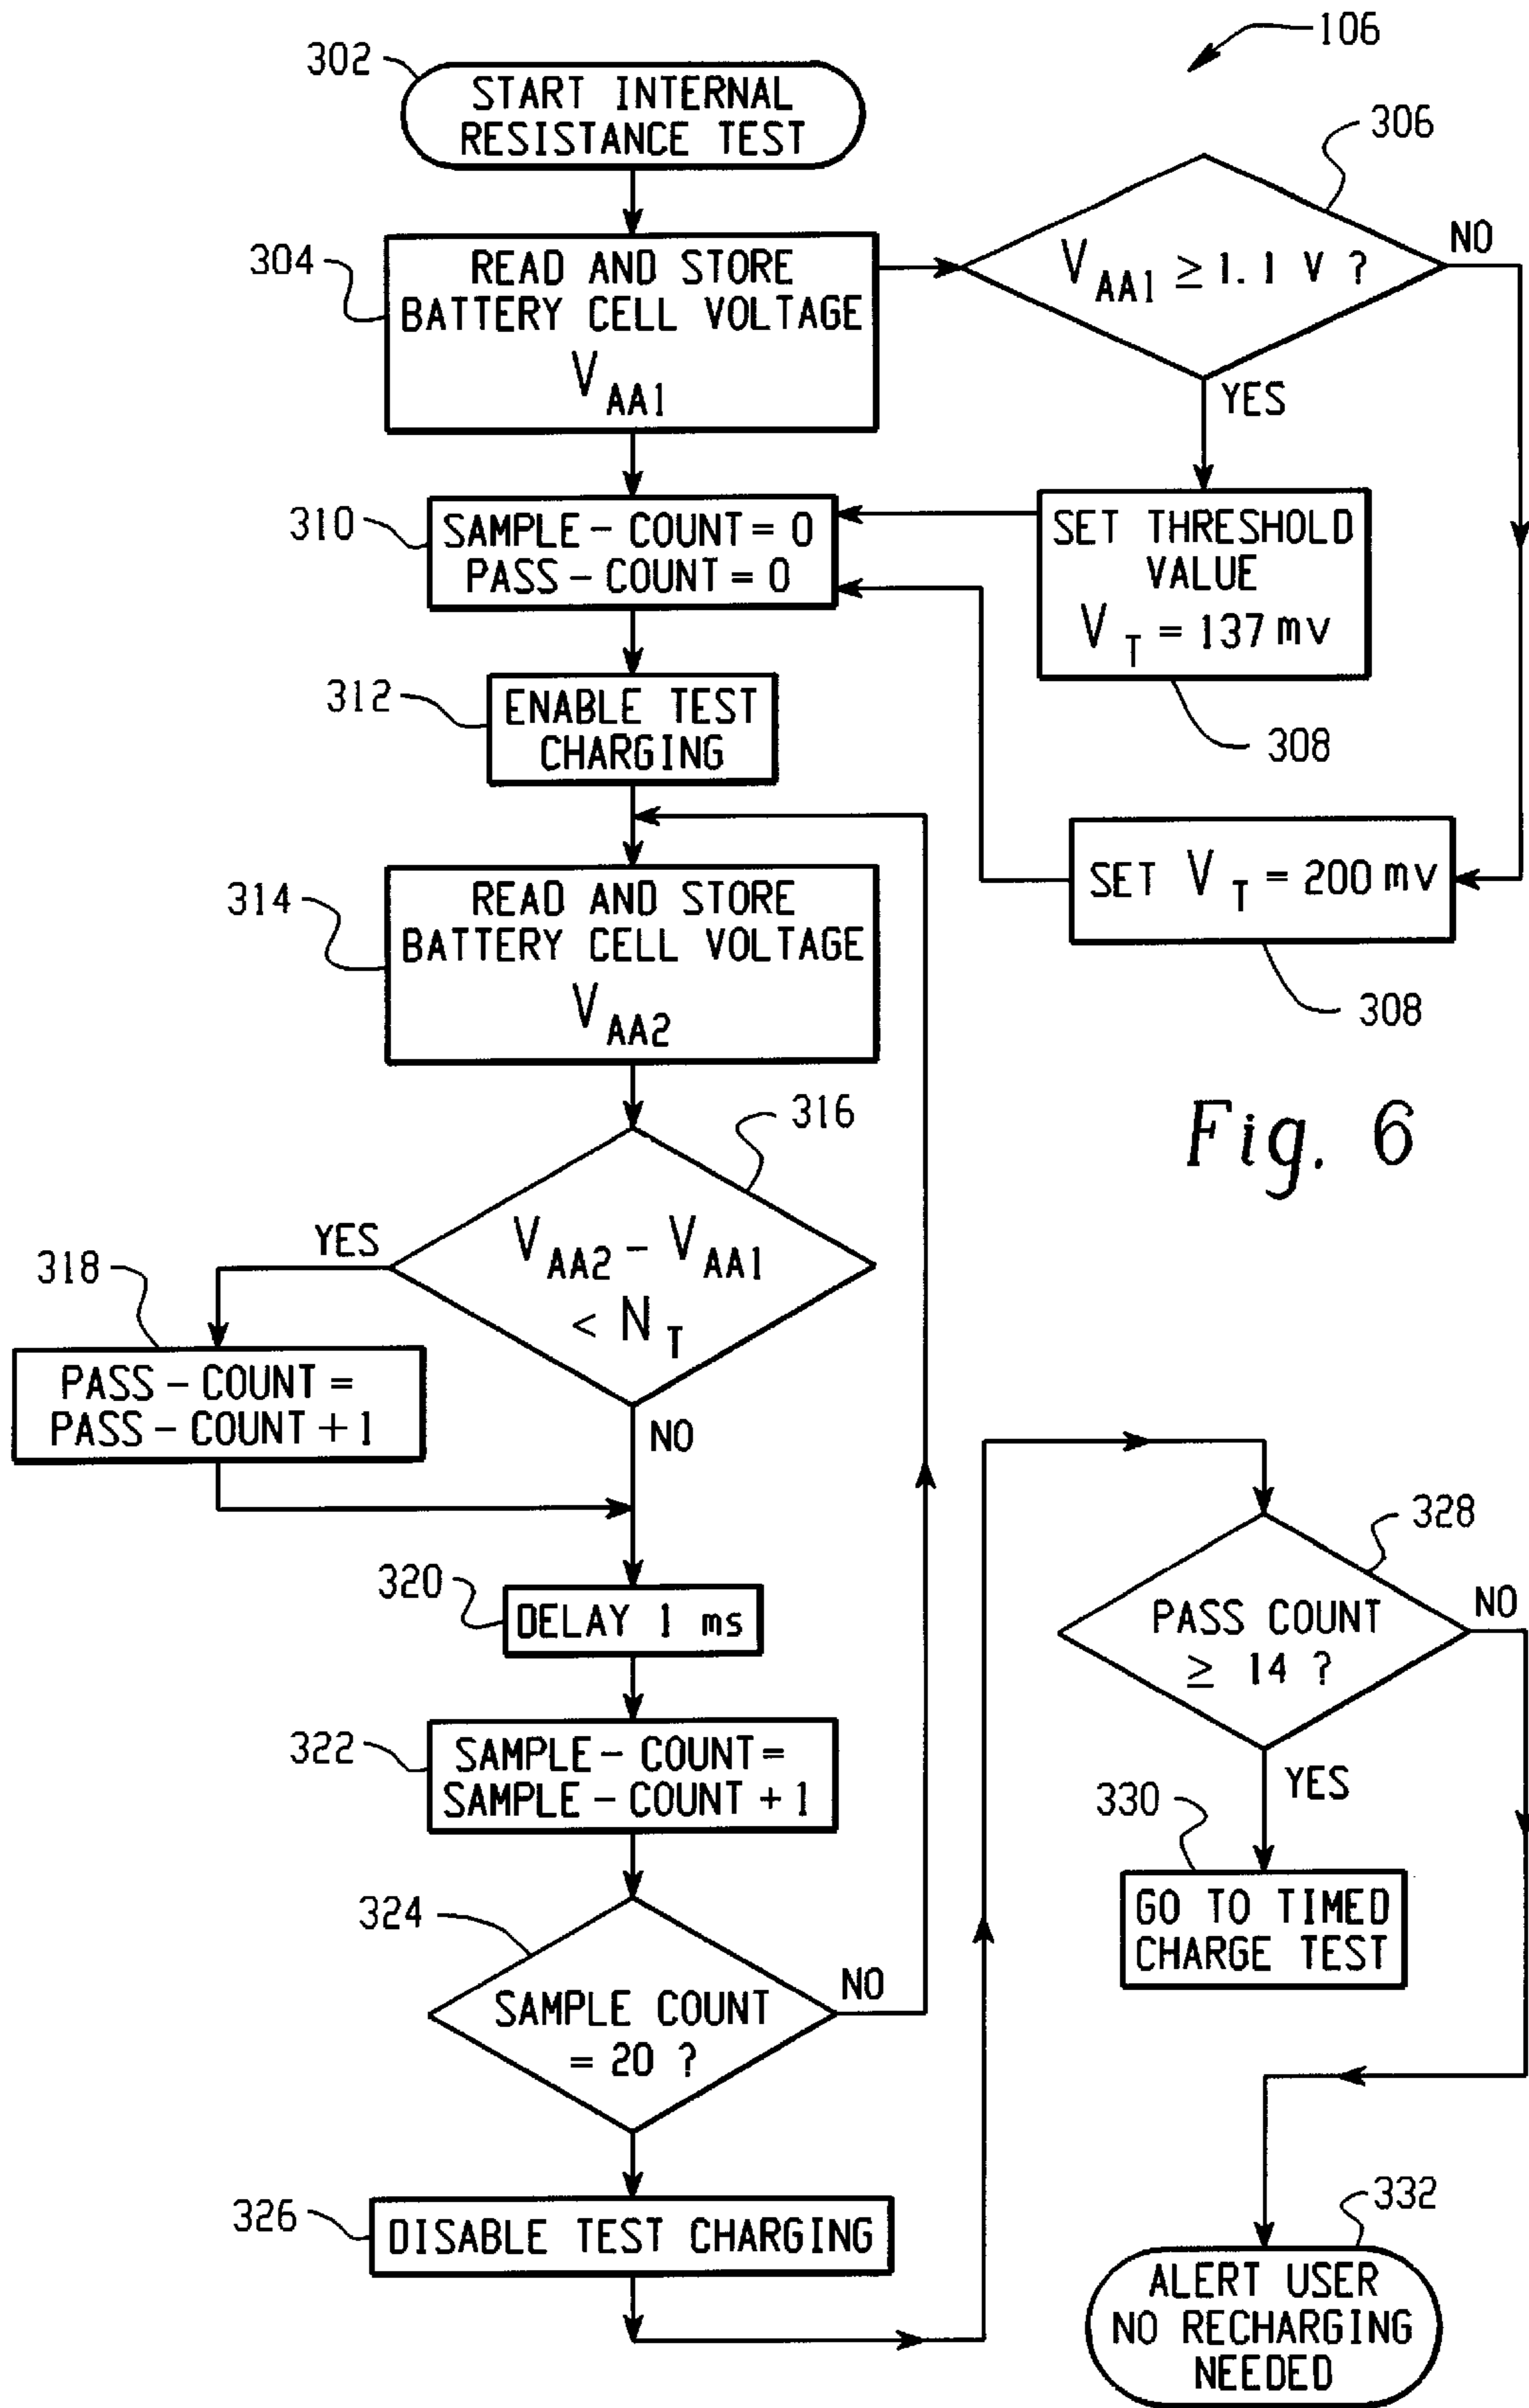 106
302
START INTERNAL
RESISTANCE TEST
304
READ AND STORE
BATTERY CELL VOLTAGE
V AA1
306
V AA1 ≥ 1.1 V ?
NO
YES
310
SAMPLE - COUNT = 0
PASS - COUNT = 0
SET THRESHOLD
VALUE
V T = 137 mv
308
312
ENABLE TEST
CHARGING
SET V T = 200 mv
308
314
READ AND STORE
BATTERY CELL VOLTAGE
V AA2
Fig. 6
316
V AA2 - V AA1
< N T
YES
NO
318
PASS - COUNT =
PASS - COUNT + 1
320
DELAY 1 ms
322
SAMPLE - COUNT =
SAMPLE - COUNT + 1
324
SAMPLE COUNT
= 20 ?
NO
326
DISABLE TEST CHARGING
328
PASS COUNT
≥ 14 ?
NO
YES
330
GO TO TIMED
CHARGE TEST
332
ALERT USER
NO RECHARGING
NEEDED